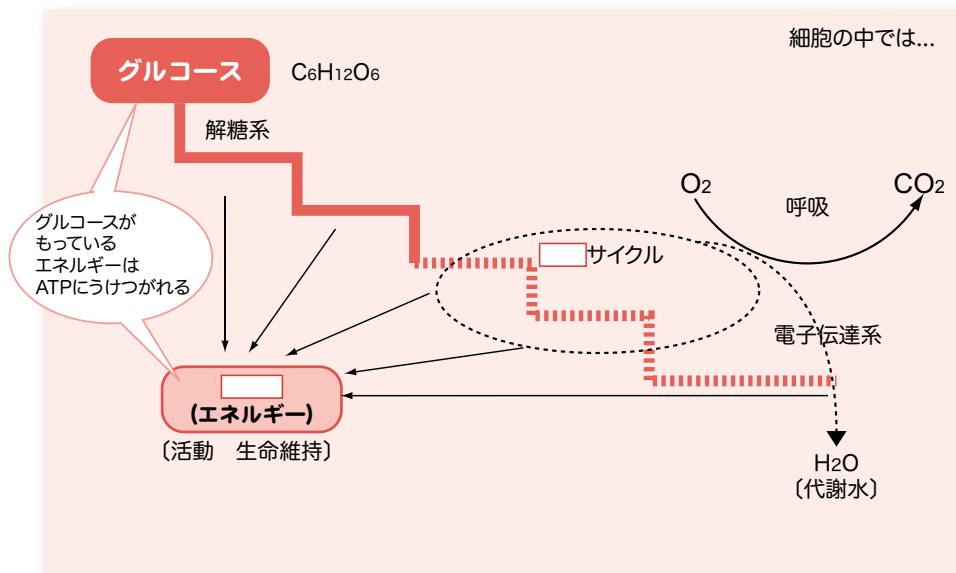 細胞の中では...
グルコース
C6H12O6
解糖系
O2
CO2
呼吸
グルコースが
もっている
エネルギーは
ATPにうけつがれる
サイクル
電子伝達系
(エネルギー)
〔活動　生命維持〕
H2O
〔代謝水〕